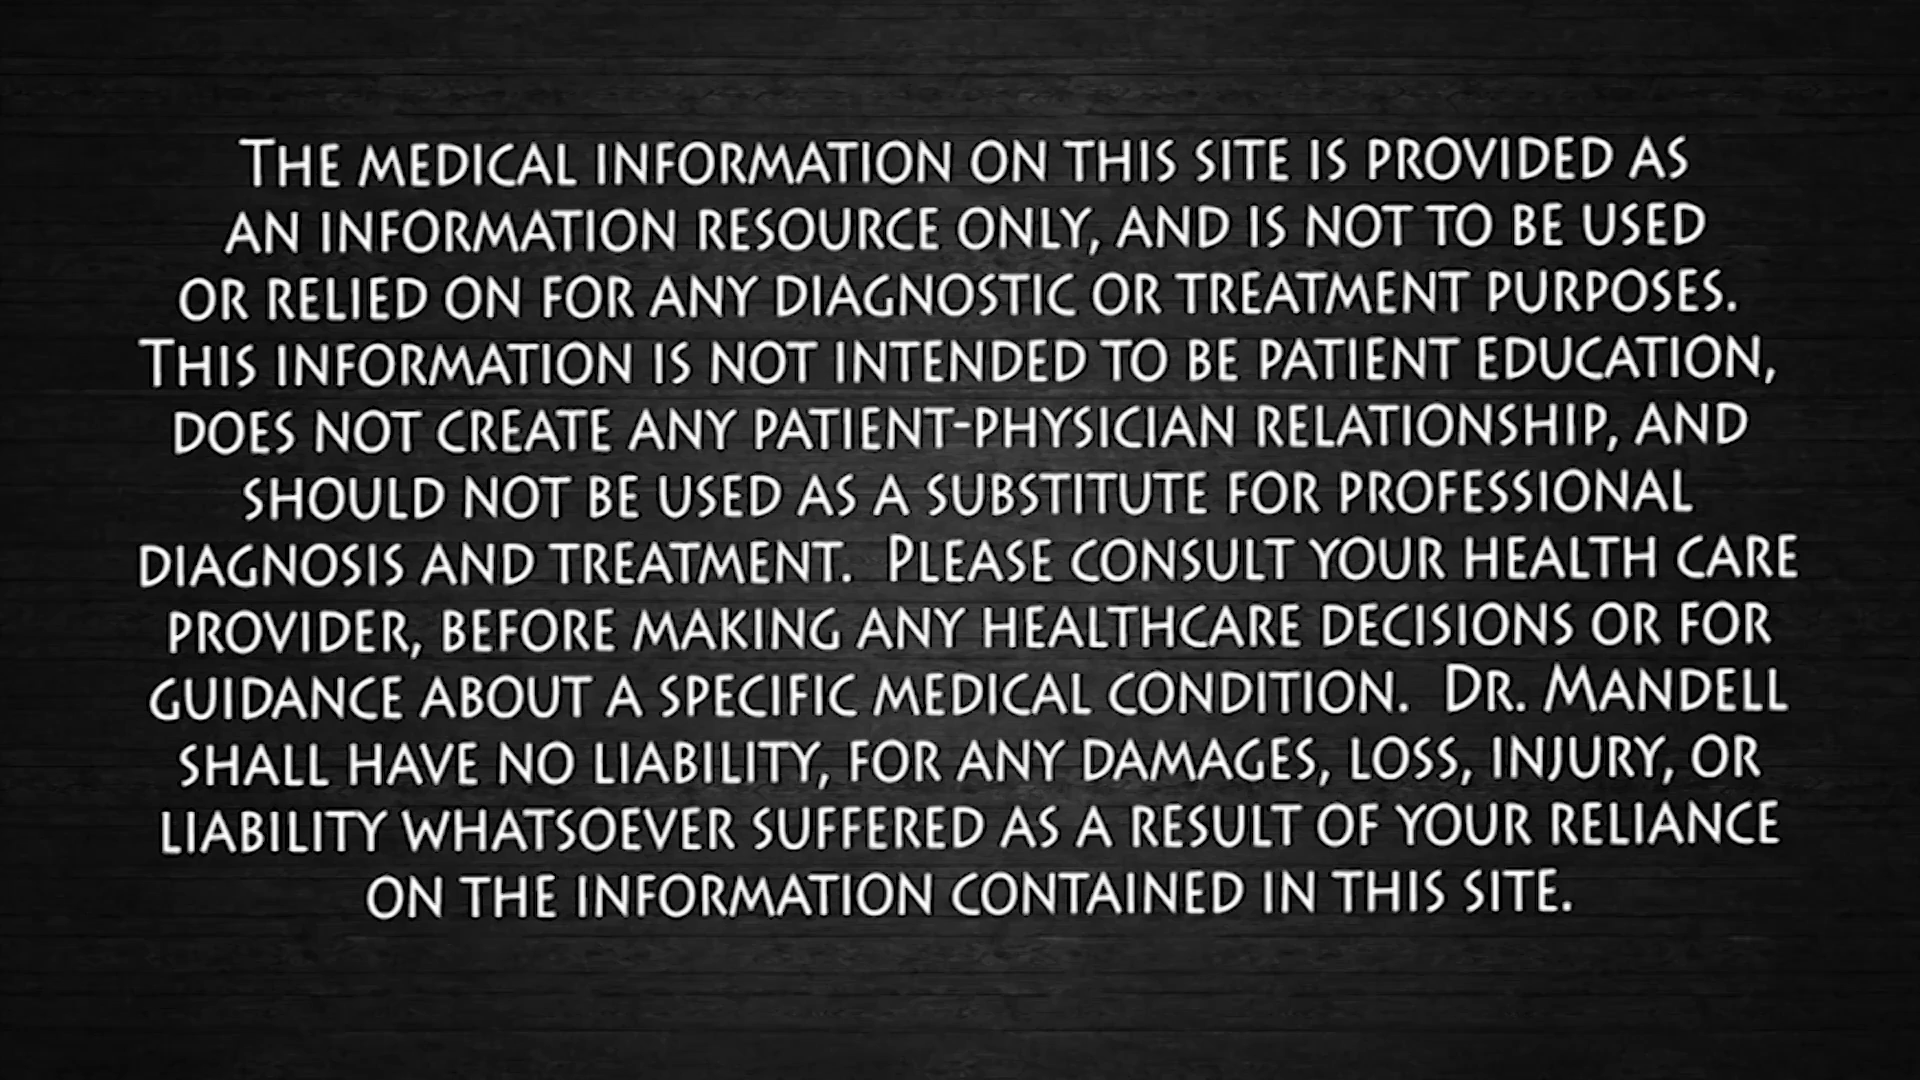 The medical information on this site is provided as
an information resource only, and is not to be used
or relied on for any diagnostic or treatment purposes.
This information is not intended to be patient education,
does not create any patient-physician relationship, and
should not be used as a substitute for professional
diagnosis and treatment. Please consult your health care
provider, before making any healthcare decisions or for
guidance about a specific medical condition. Dr. Mandell
shall have no liability, for any damages, loss, injury, or
liability whatsoever suffered as a result of your reliance
on the information contained in this site.